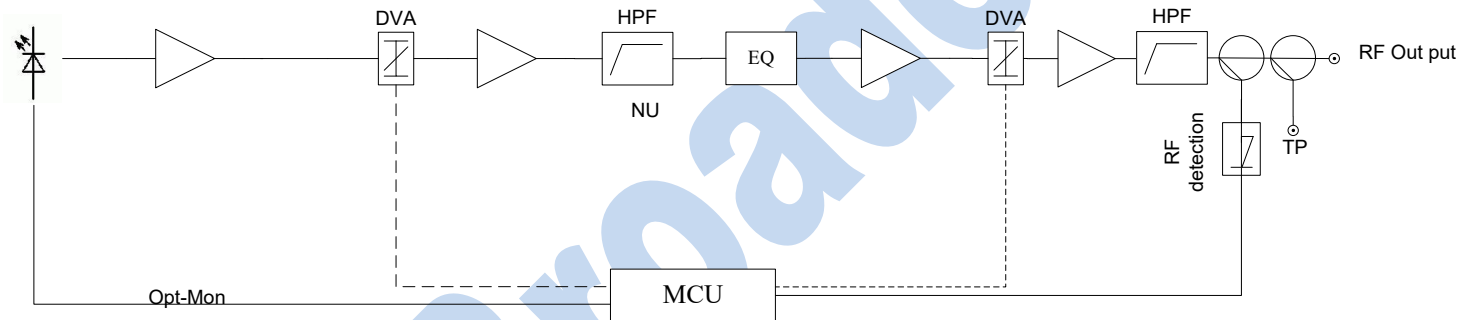 DVA
HPF
DVA
HPF
EQ
RF Out put
NU
RF
detection
TP
Opt-Mon
MCU